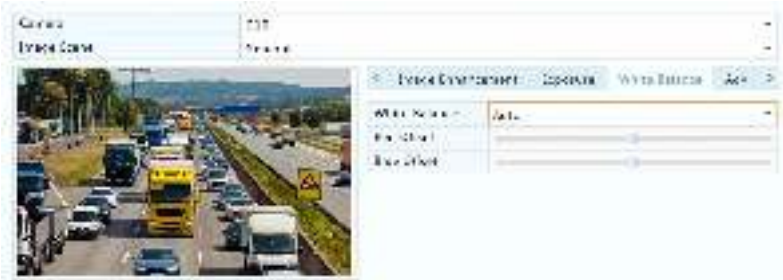 Camera
Image Scene
Image Enhancement Exposure White Balance
White Balance Auto
Red Offset
Blue Offset